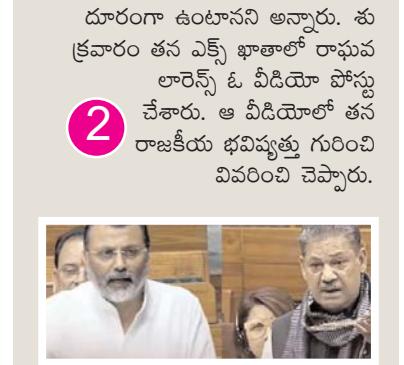 దూరంగా ఉంటానని అన్నారు. శు
క్రవారం తన ఎక్స్ ఖాతాలో రాఘవ
లారెన్స్ ఓ వీడియో పోస్టు
చేశారు. ఆ వీడియోలో తన
2 రాజకీయ భవిష్యత్తు గురించి
వివరించి చెప్పారు.